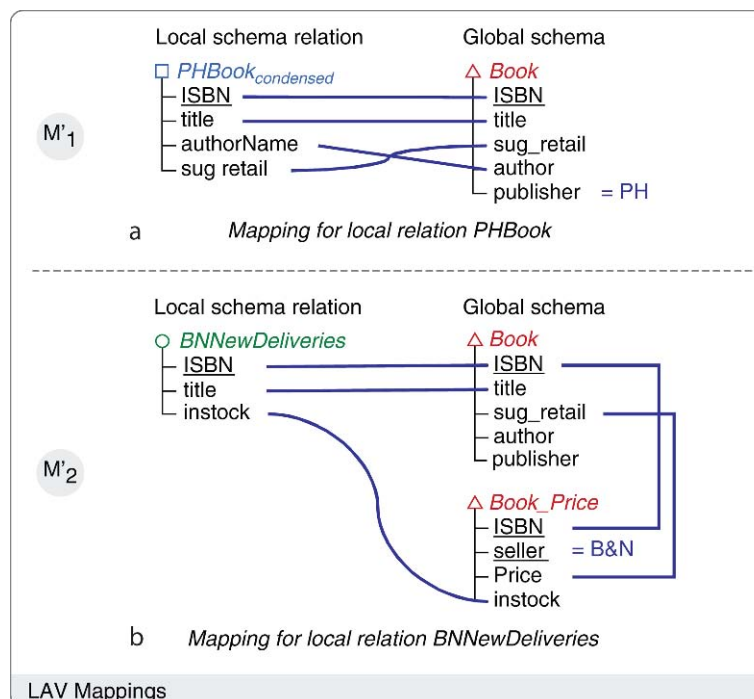 Local schema relation Global schema
PHBook condensed Book
ISBN ISBN
title title
M'1 authorName sug_retail
sug retail author
publisher = PH
a Mapping for local relation PHBook
Local schema relation Global schema
BNNewDeliveries Book
ISBN ISBN
title title
instock sug_retail
author
M'2 publisher
Book_Price
ISBN
seller = B&N
Price
instock
b Mapping for local relation BNNewDeliveries
LAV Mappings